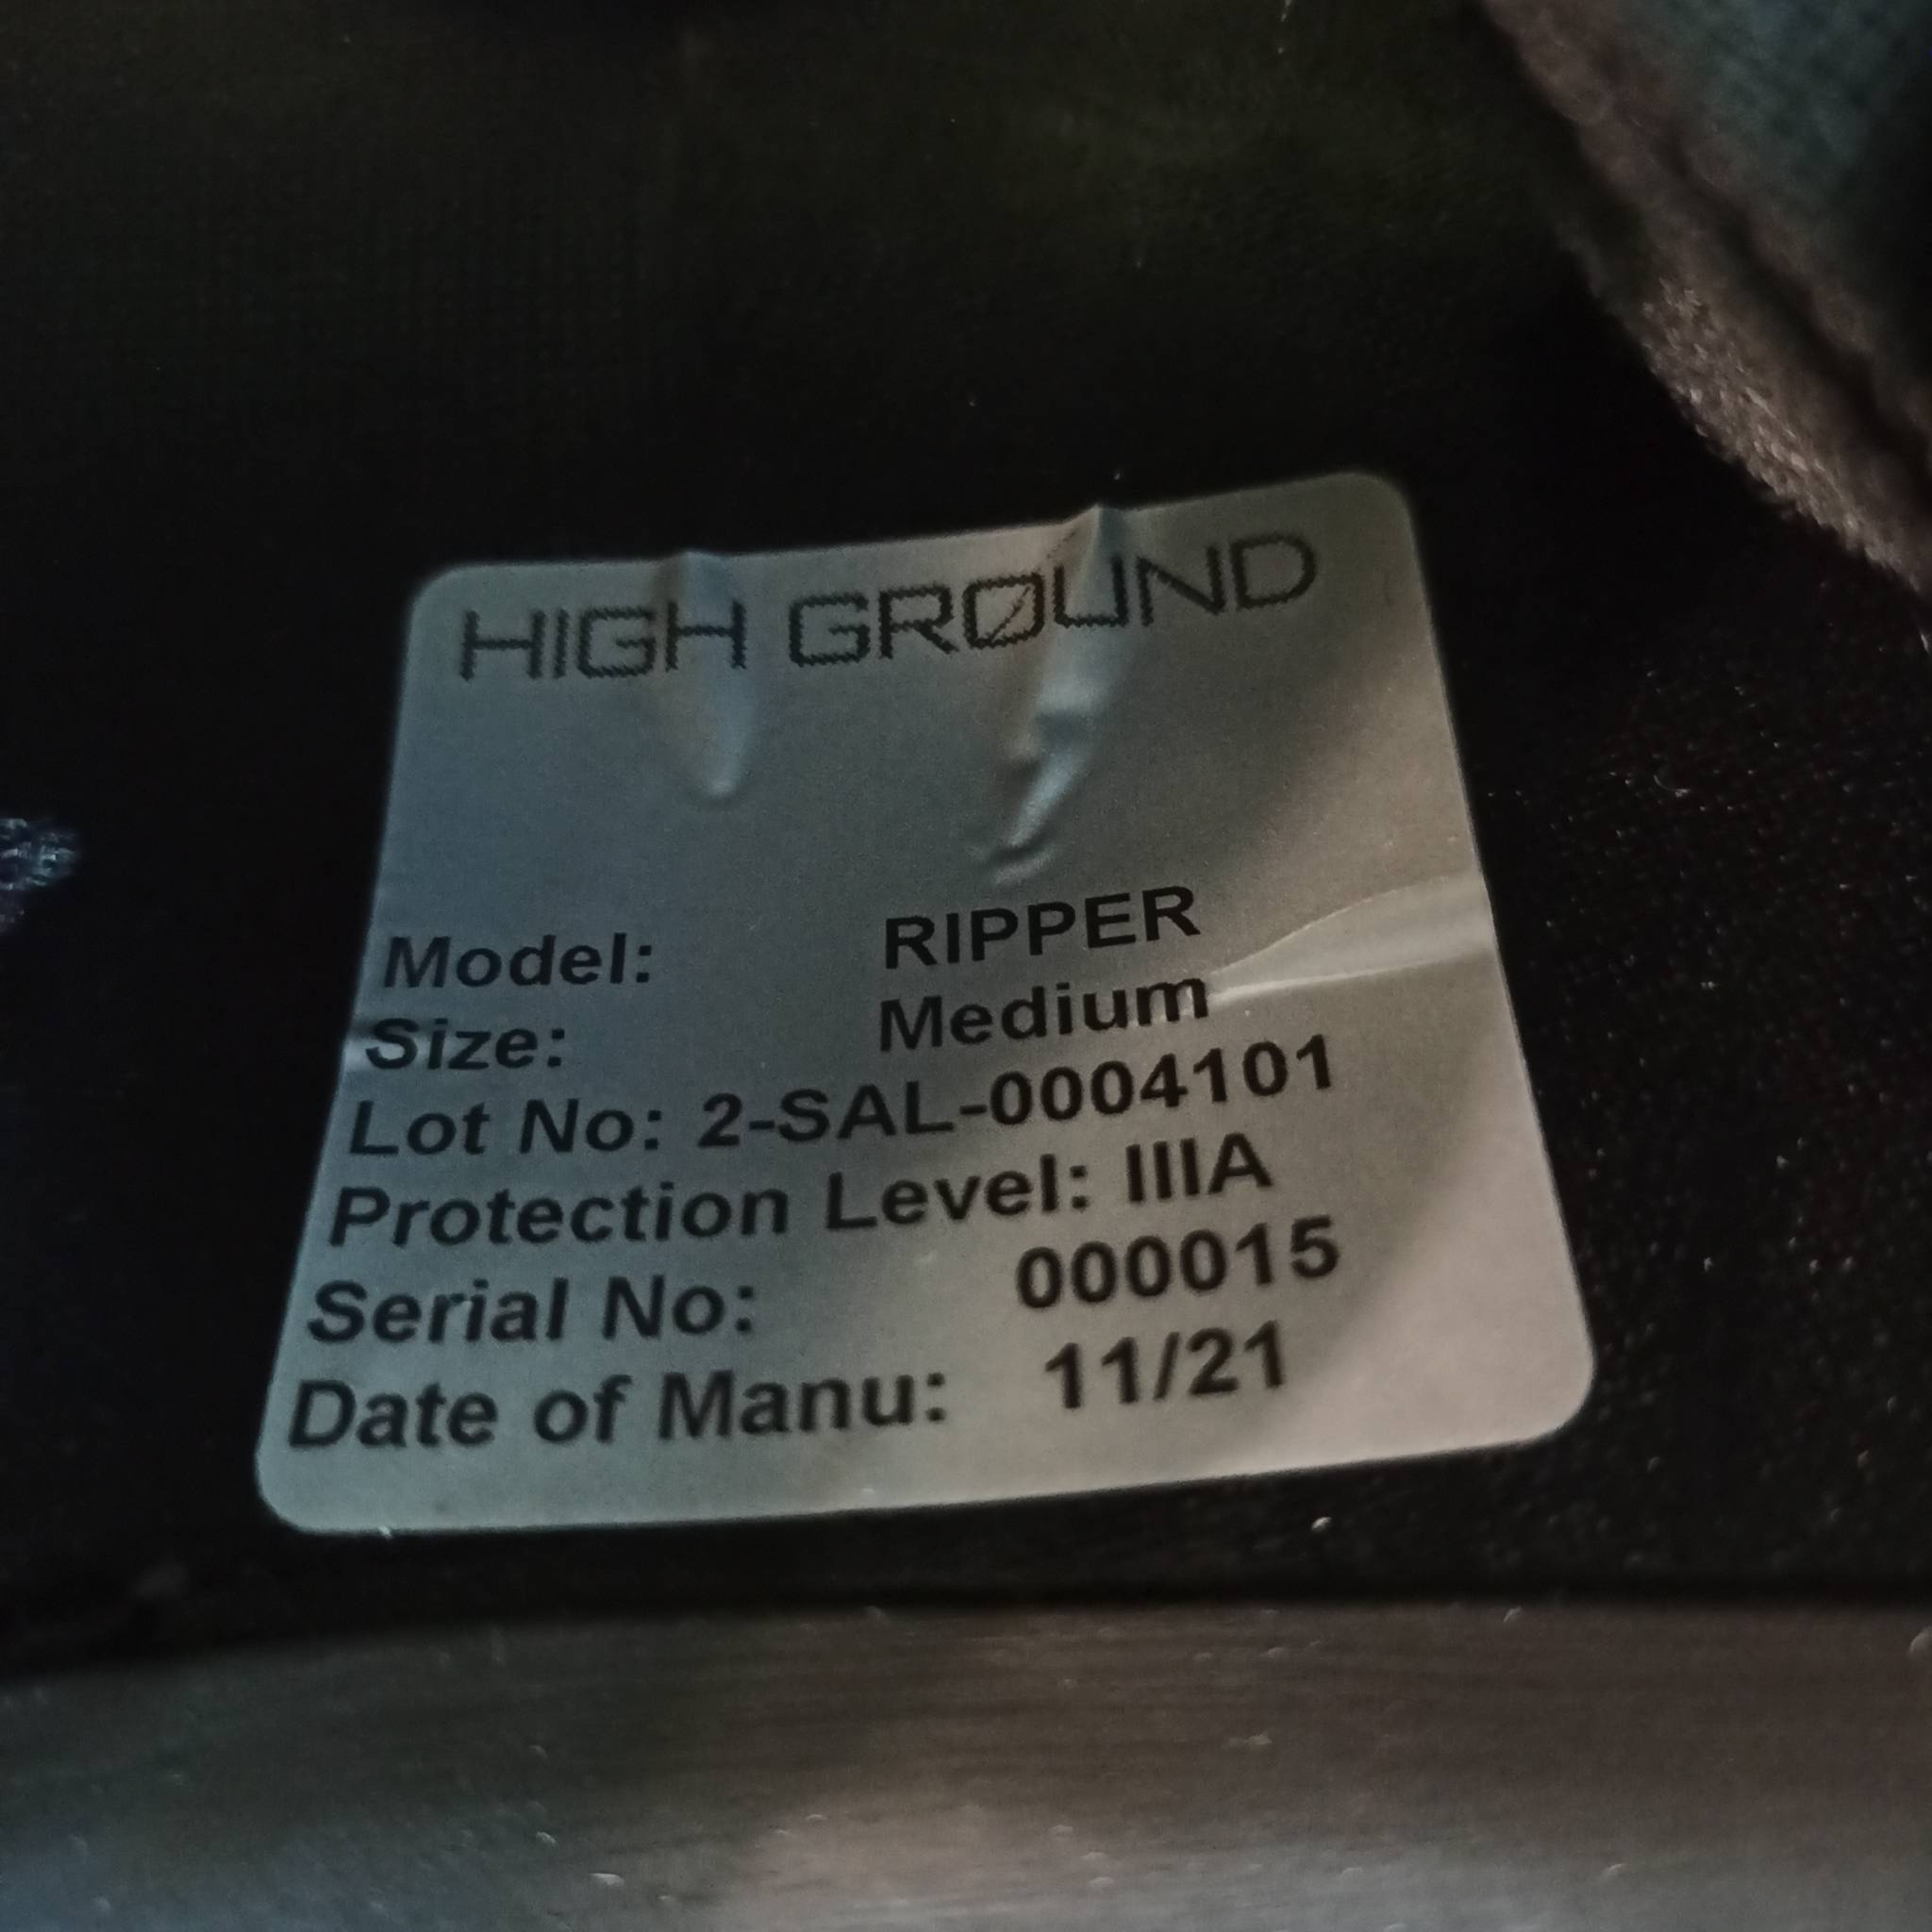 HIGH GRØUND
Model: RIPPER
Size: Medium
Lot No: 2-SAL-0004101
Protection Level: IIIA
Serial No: 000015
Date of Manu: 11/21